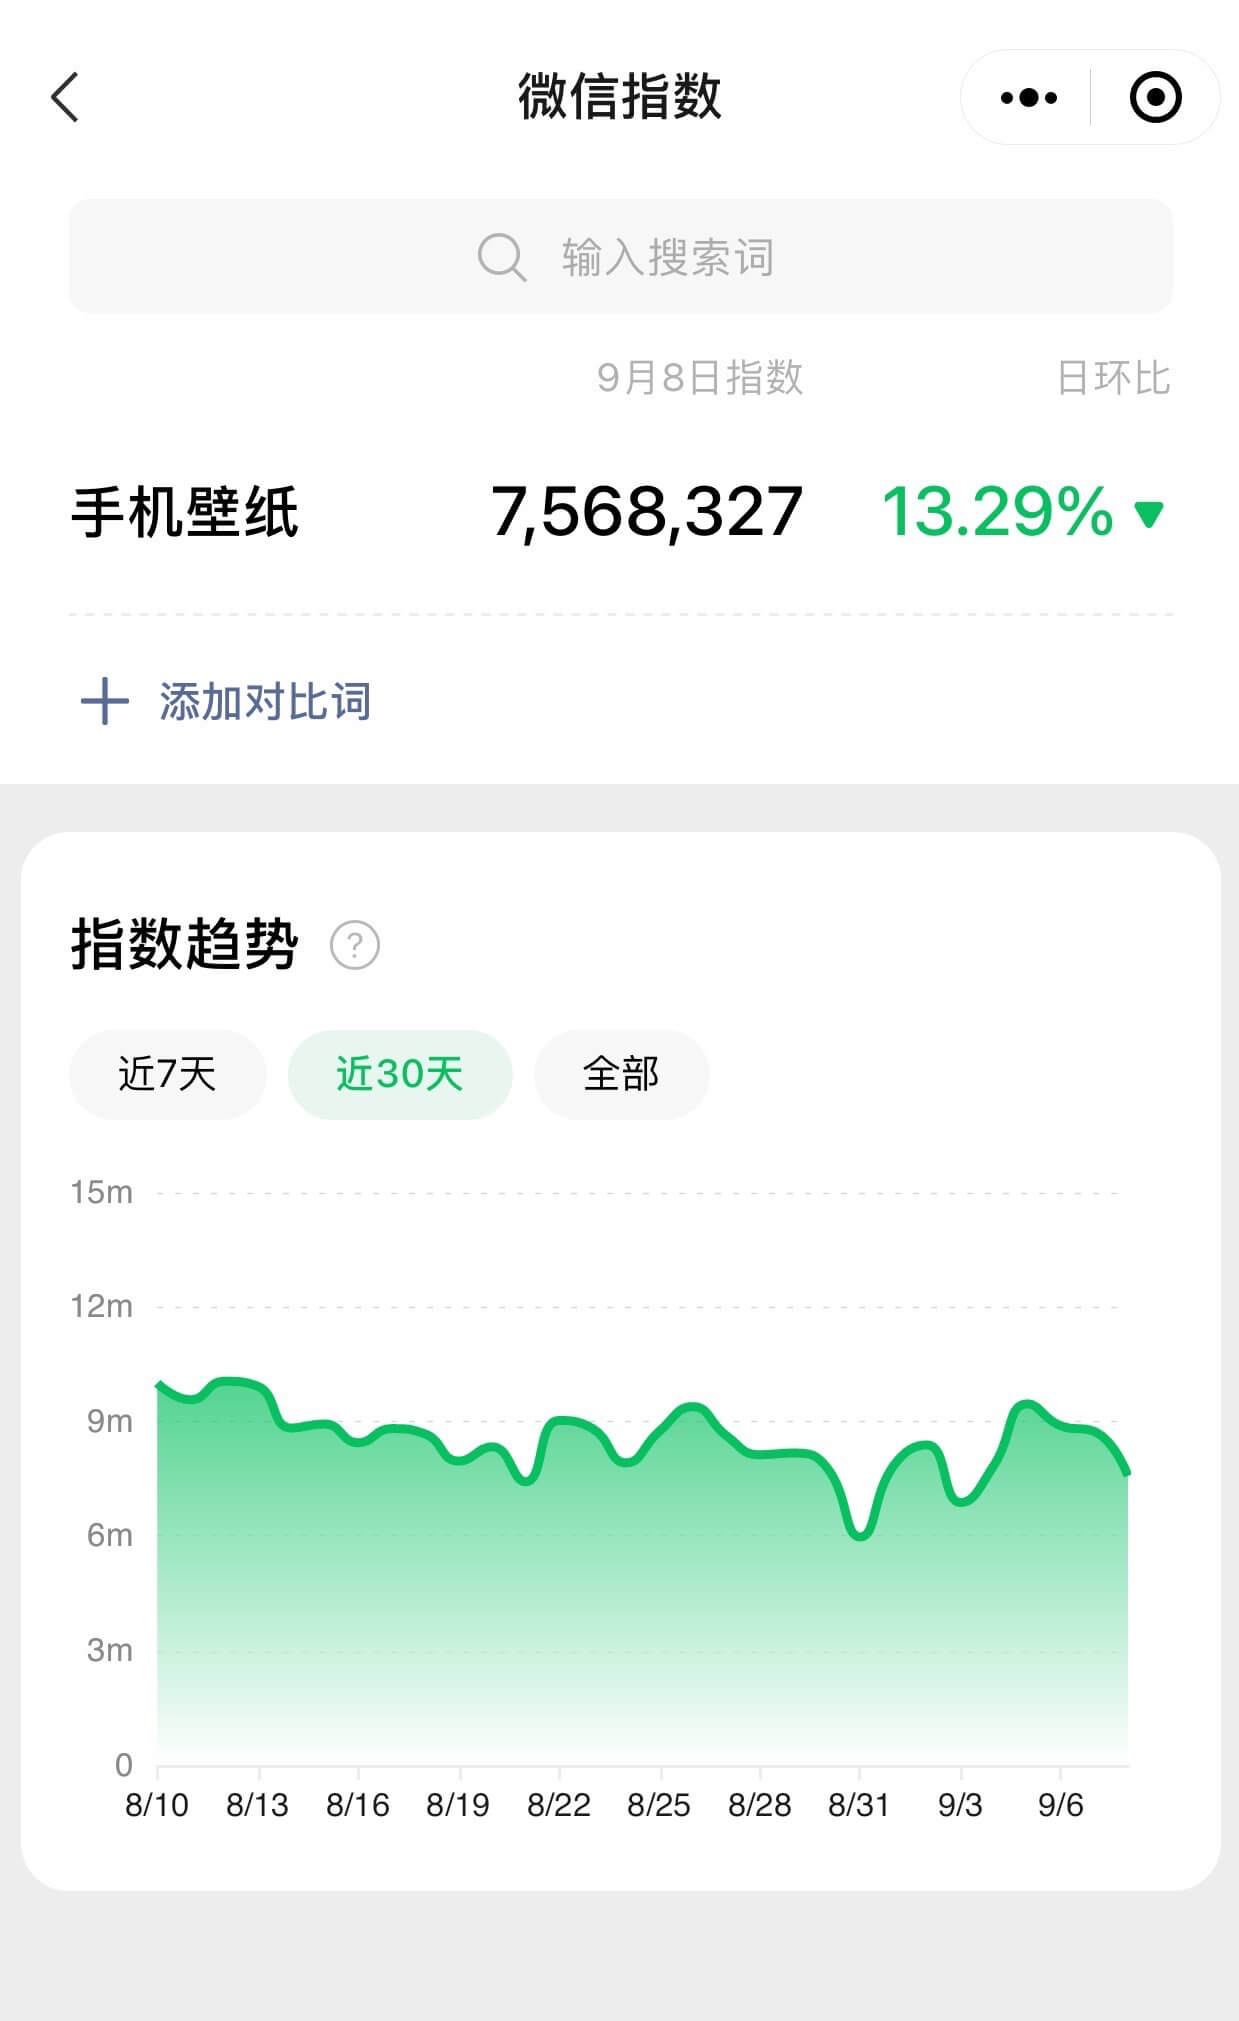 微信指数
输入搜索词
9月8日指数 日环比
手机壁纸 7,568,327 13.29%
添加对比词
指数趋势 ?
近7天 近30天 全部
15m
12m
9m
6m
3m
0
8/10 8/13 8/16 8/19 8/22 8/25 8/28 8/31 9/3 9/6